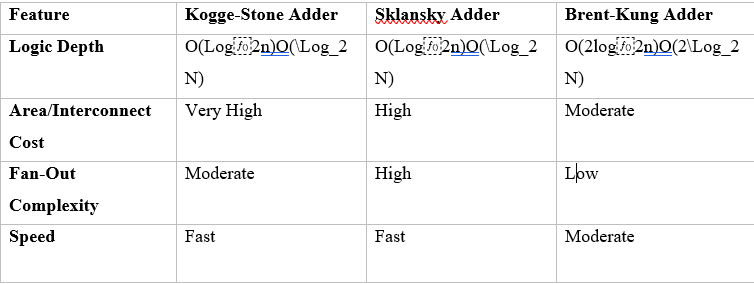 Feature Kogge-Stone Adder Sklansky Adder Brent-Kung Adder
Logic Depth O(Log2n)O(\Log_2 O(Log2n)O(\Log_2 O(2log2n)O(2\Log_2
N) N) N)
Area/Interconnect Very High High Moderate
Cost
Fan-Out Moderate High Low
Complexity
Speed Fast Fast Moderate